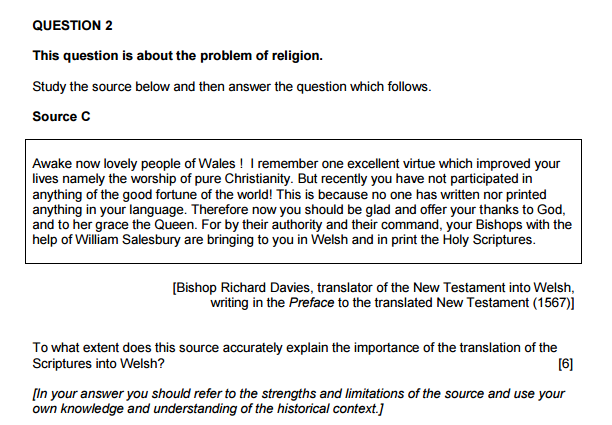 QUESTION 2
This question is about the problem of religion.
Study the source below and then answer the question which follows.
Source C
Awake now lovely people of Wales ! I remember one excellent virtue which improved your
lives namely the worship of pure Christianity. But recently you have not participated in
anything of the good fortune of the world! This is because no one has written nor printed
anything in your language. Therefore now you should be glad and offer your thanks to God,
and to her grace the Queen. For by their authority and their command, your Bishops with the
help of William Salesbury are bringing to you in Welsh and in print the Holy Scriptures.
[Bishop Richard Davies, translator of the New Testament into Welsh,
writing in the Preface to the translated New Testament (1567)]
To what extent does this source accurately explain the importance of the translation of the
Scriptures into Welsh? [6]
[In your answer you should refer to the strengths and limitations of the source and use your
own knowledge and understanding of the historical context.]